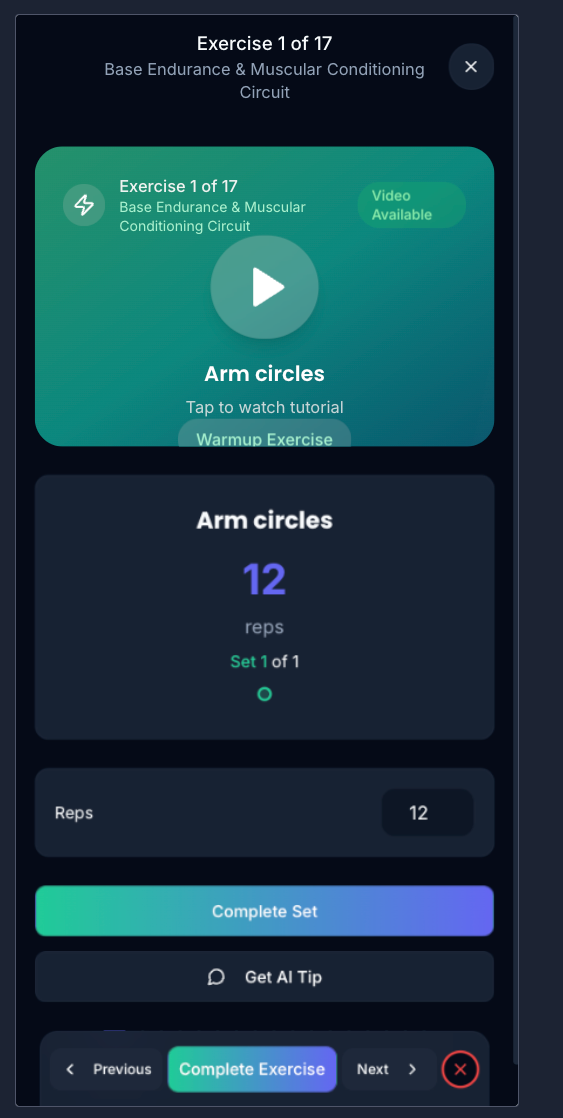 Exercise 1 of 17
Base Endurance & Muscular Conditioning
Circuit
Exercise 1 of 17
Base Endurance & Muscular
Conditioning Circuit
Video
Available
Arm circles
Tap to watch tutorial
Warmup Exercise
Arm circles
12
reps
Set 1 of 1
Reps
12
Complete Set
Get AI Tip
Previous
Complete Exercise
Next